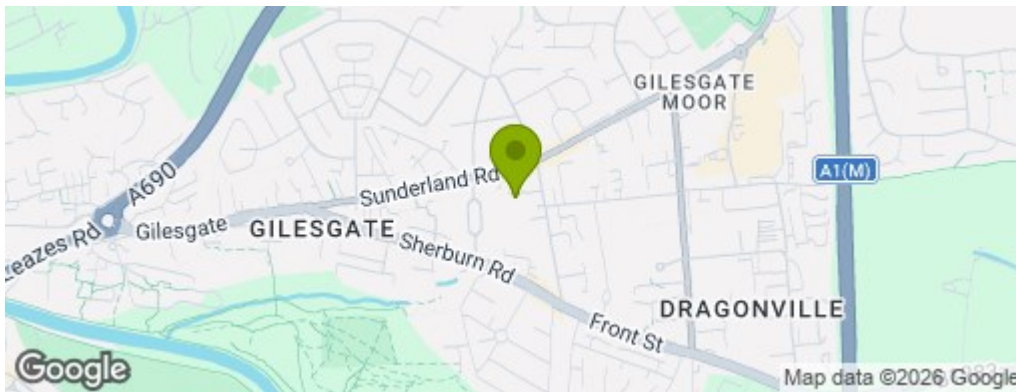 GILESGATE
MOOR
A690
A1(M)
Sunderland Rd
Gilesgate
GILESGATE
Leazes Rd
Sherburn Rd
DRAGONVILLE
Front St
Google
Map data ©2026 Google